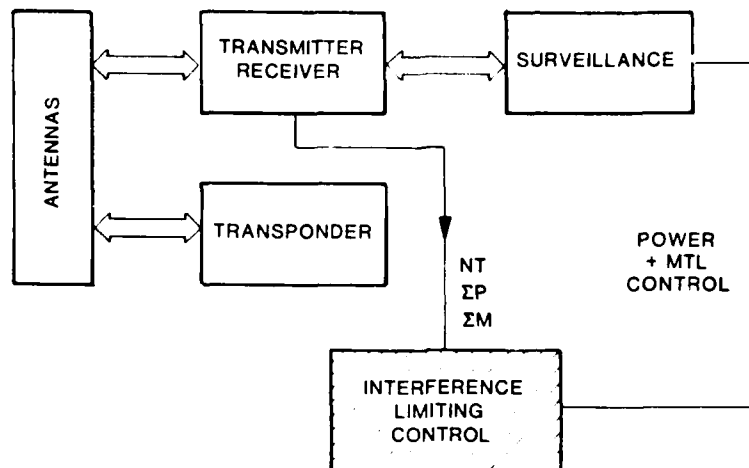 ANTENNAS
TRANSMITTER
RECEIVER
SURVEILLANCE
TRANSPONDER
NT
ΣP
ΣM
POWER
+ MTL
CONTROL
INTERFERENCE
LIMITING
CONTROL